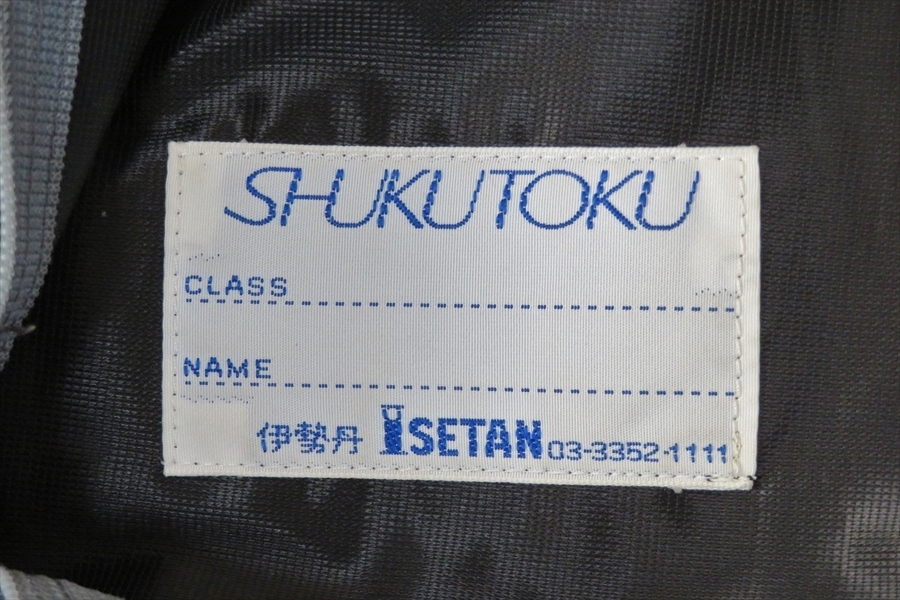 SHUKUTOKU
CLASS
NAME
伊勢丹 ISETAN 03-3352-1111